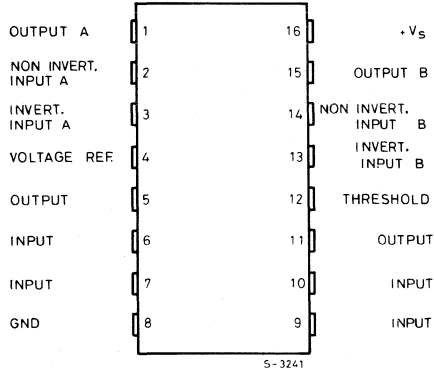 OUTPUT A 1 16 +Vs
NON INVERT.
INPUT A 2 15 OUTPUT B
INVERT.
INPUT A 3 14 NON INVERT.
INPUT B
VOLTAGE REF. 4 13 INVERT.
INPUT B
OUTPUT 5 12 THRESHOLD
INPUT 6 11 OUTPUT
INPUT 7 10 INPUT
GND 8 9 INPUT
S-3241